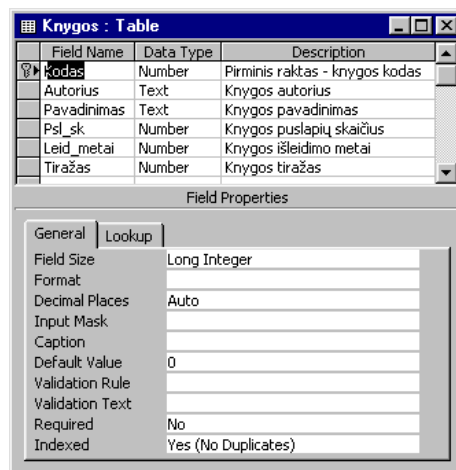 Knygos : Table
Field Name Data Type Description
Kodas Number Pirminis raktas - knygos kodas
Autorius Text Knygos autorius
Pavadinimas Text Knygos pavadinimas
Psl_sk Number Knygos puslapių skaičius
Leid_metai Number Knygos išleidimo metai
Tiražas Number Knygos tiražas
Field Properties
General Lookup
Field Size Long Integer
Format
Decimal Places Auto
Input Mask
Caption
Default Value 0
Validation Rule
Validation Text
Required No
Indexed Yes (No Duplicates)